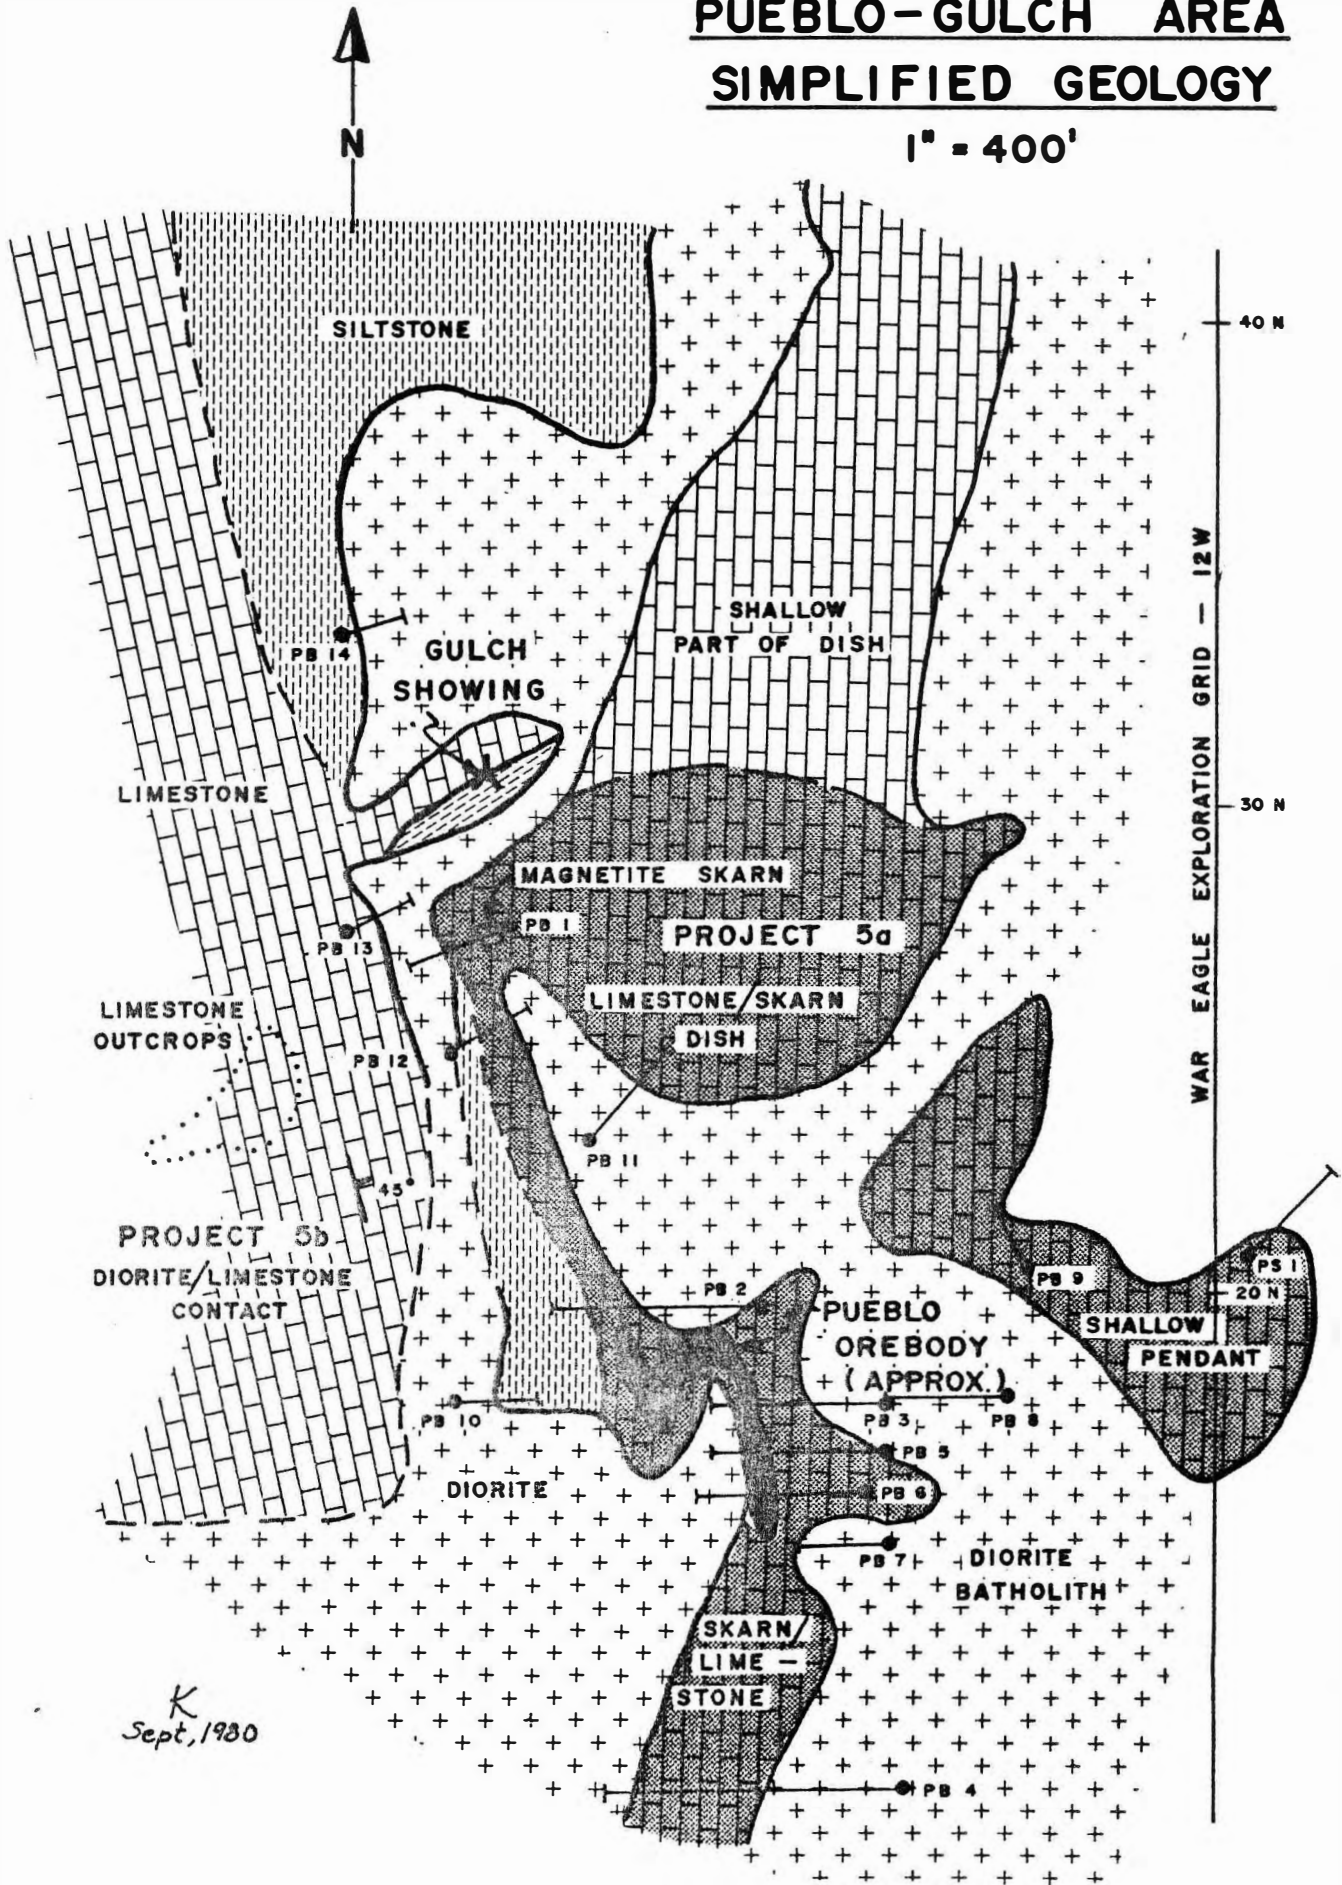 PUEBLO-GULCH AREA
SIMPLIFIED GEOLOGY
1" = 400'
N
SILTSTONE
40 N
SHALLOW
PART OF DISH
PB 14
GULCH
SHOWING
WAR EAGLE EXPLORATION GRID - 12W
LIMESTONE
30 N
MAGNETITE SKARN
PB 1
PROJECT 5a
PB 13
LIMESTONE/SKARN
DISH
LIMESTONE
OUTCROPS
PB 12
PB 11
45°
PROJECT 5b
DIORITE/LIMESTONE
CONTACT
PB 2
PB 9
PS 1
20 N
PUEBLO
OREBODY
(APPROX.)
SHALLOW
PENDANT
PB 10
PB 3
PB 8
PB 5
DIORITE
PB 6
PB 7
DIORITE
BATHOLITH
SKARN/
LIME -
STONE
K
Sept, 1980
PB 4